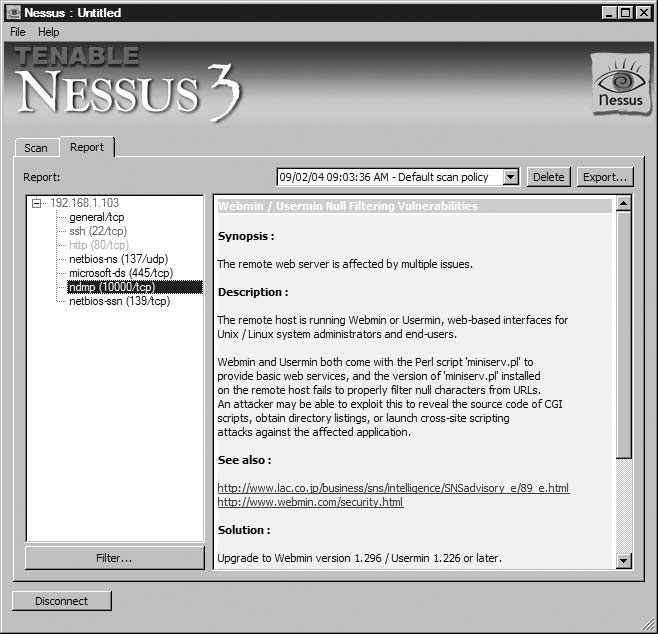 Nessus : Untitled
File Help
TENABLE
NESSUS 3
Nessus
Scan Report
Report: 09/02/04 09:03:36 AM - Default scan policy Delete Export...
192.168.1.103
general/tcp
ssh (22/tcp)
http (80/tcp)
netbios-ns (137/udp)
microsoft-ds (445/tcp)
ndmp (10000/tcp)
netbios-ssn (139/tcp)
Filter...
Webmin / Usermin Null Filtering Vulnerabilities
Synopsis :
The remote web server is affected by multiple issues.
Description :
The remote host is running Webmin or Usermin, web-based interfaces for
Unix / Linux system administrators and end-users.
Webmin and Usermin both come with the Perl script 'miniserv.pl' to
provide basic web services, and the version of 'miniserv.pl' installed
on the remote host fails to properly filter null characters from URLs.
An attacker may be able to exploit this to reveal the source code of CGI
scripts, obtain directory listings, or launch cross-site scripting
attacks against the affected application.
See also :
http://www.lac.co.jp/business/sns/intelligence/SNSadvisory_e/89_e.html
http://www.webmin.com/security.html
Solution :
Upgrade to Webmin version 1.296 / Usermin 1.226 or later.
Disconnect